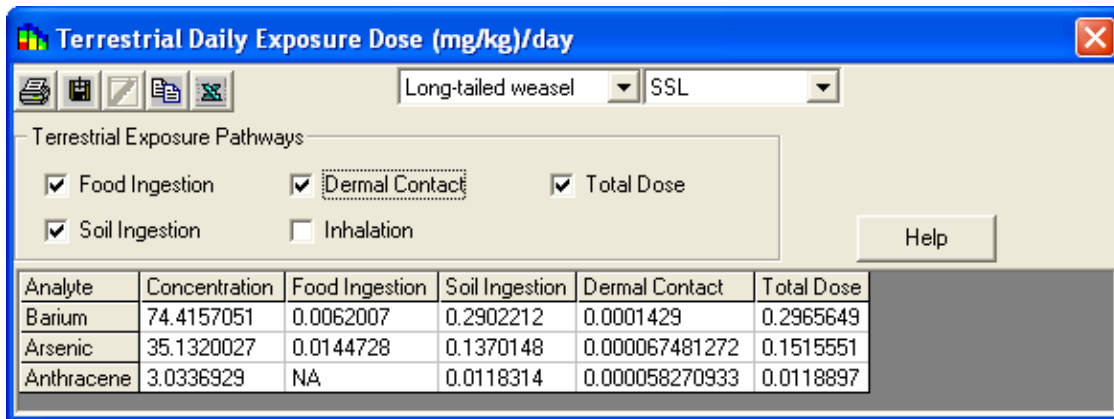 Terrestrial Daily Exposure Dose (mg/kg)/day
Long-tailed weasel SSL
Terrestrial Exposure Pathways
Food Ingestion Dermal Contact Total Dose
Soil Ingestion Inhalation
Help
Analyte Concentration Food Ingestion Soil Ingestion Dermal Contact Total Dose
Barium 74.4157051 0.0062007 0.2902212 0.0001429 0.2965649
Arsenic 35.1320027 0.0144728 0.1370148 0.000067481272 0.1515551
Anthracene 3.0336929 NA 0.0118314 0.000058270933 0.0118897